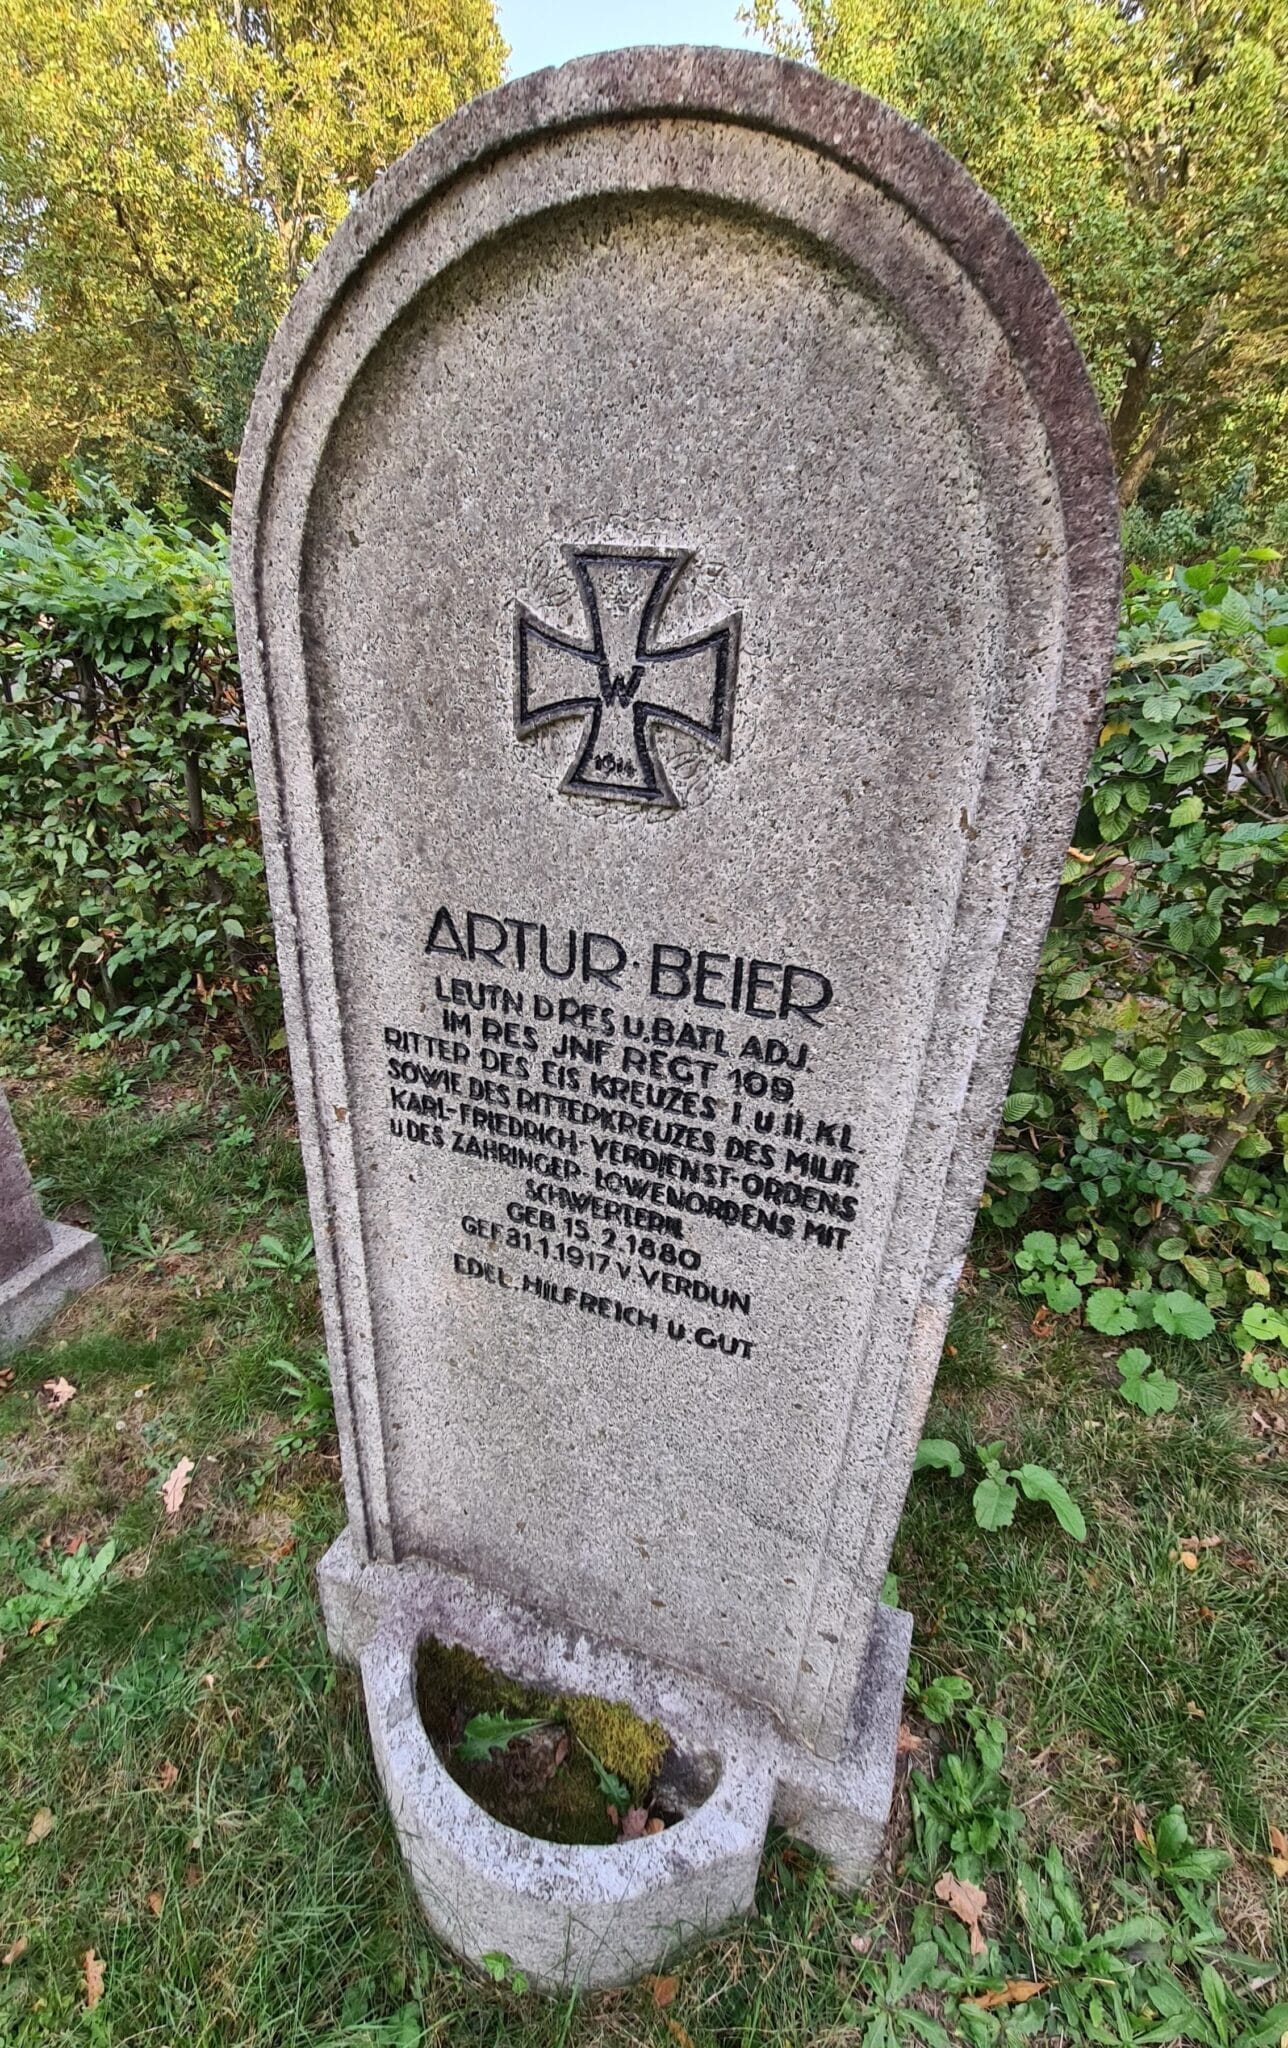 W
1914
ARTUR · BEIER
LEUTN D RES U. BATL ADJ.
IM RES JNF REGT 109
RITTER DES EIS KREUZES I U II. KL.
SOWIE DES RITTERKREUZES DES MILIT.
KARL-FRIEDRICH-VERDIENST-ORDENS
U DES ZÄHRINGER-LÖWENORDENS MIT
SCHWERTERN
GEB. 15. 2. 1880
GEF 31. 1. 1917 V. VERDUN
EDEL. HILFREICH U. GUT